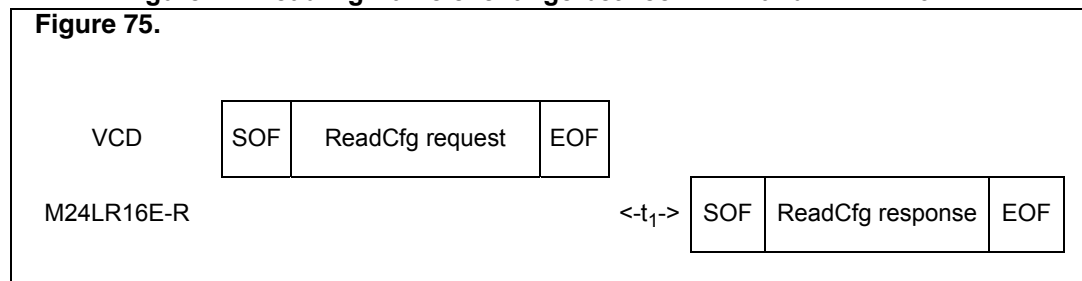 Figure 75.
VCD SOF ReadCfg request EOF
M24LR16E-R <-t₁-> SOF ReadCfg response EOF